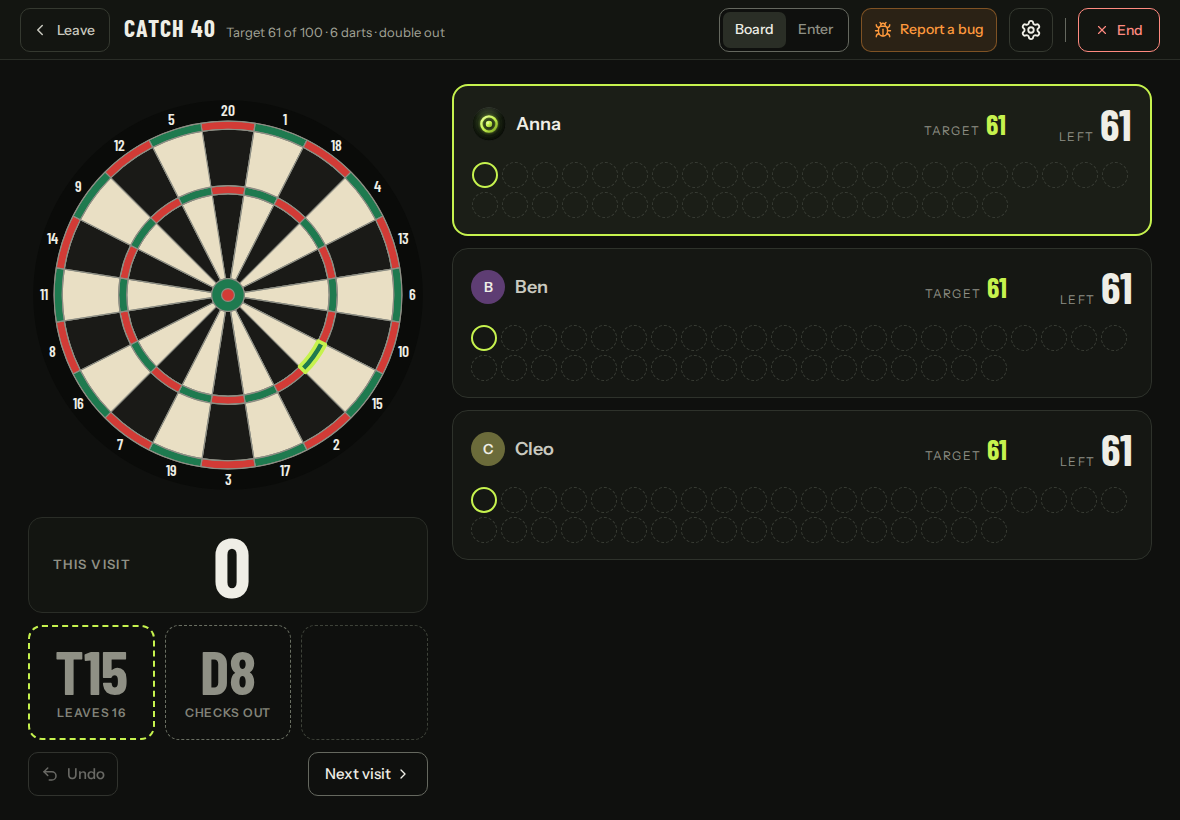 Leave
CATCH 40
Target 61 of 100 · 6 darts · double out
Board
Enter
Report a bug
End
20
1
18
4
13
6
10
15
2
17
3
19
7
16
8
11
14
9
12
5
THIS VISIT
0
T15
LEAVES 16
D8
CHECKS OUT
Undo
Next visit
Anna
TARGET 61
LEFT 61
B
Ben
TARGET 61
LEFT 61
C
Cleo
TARGET 61
LEFT 61